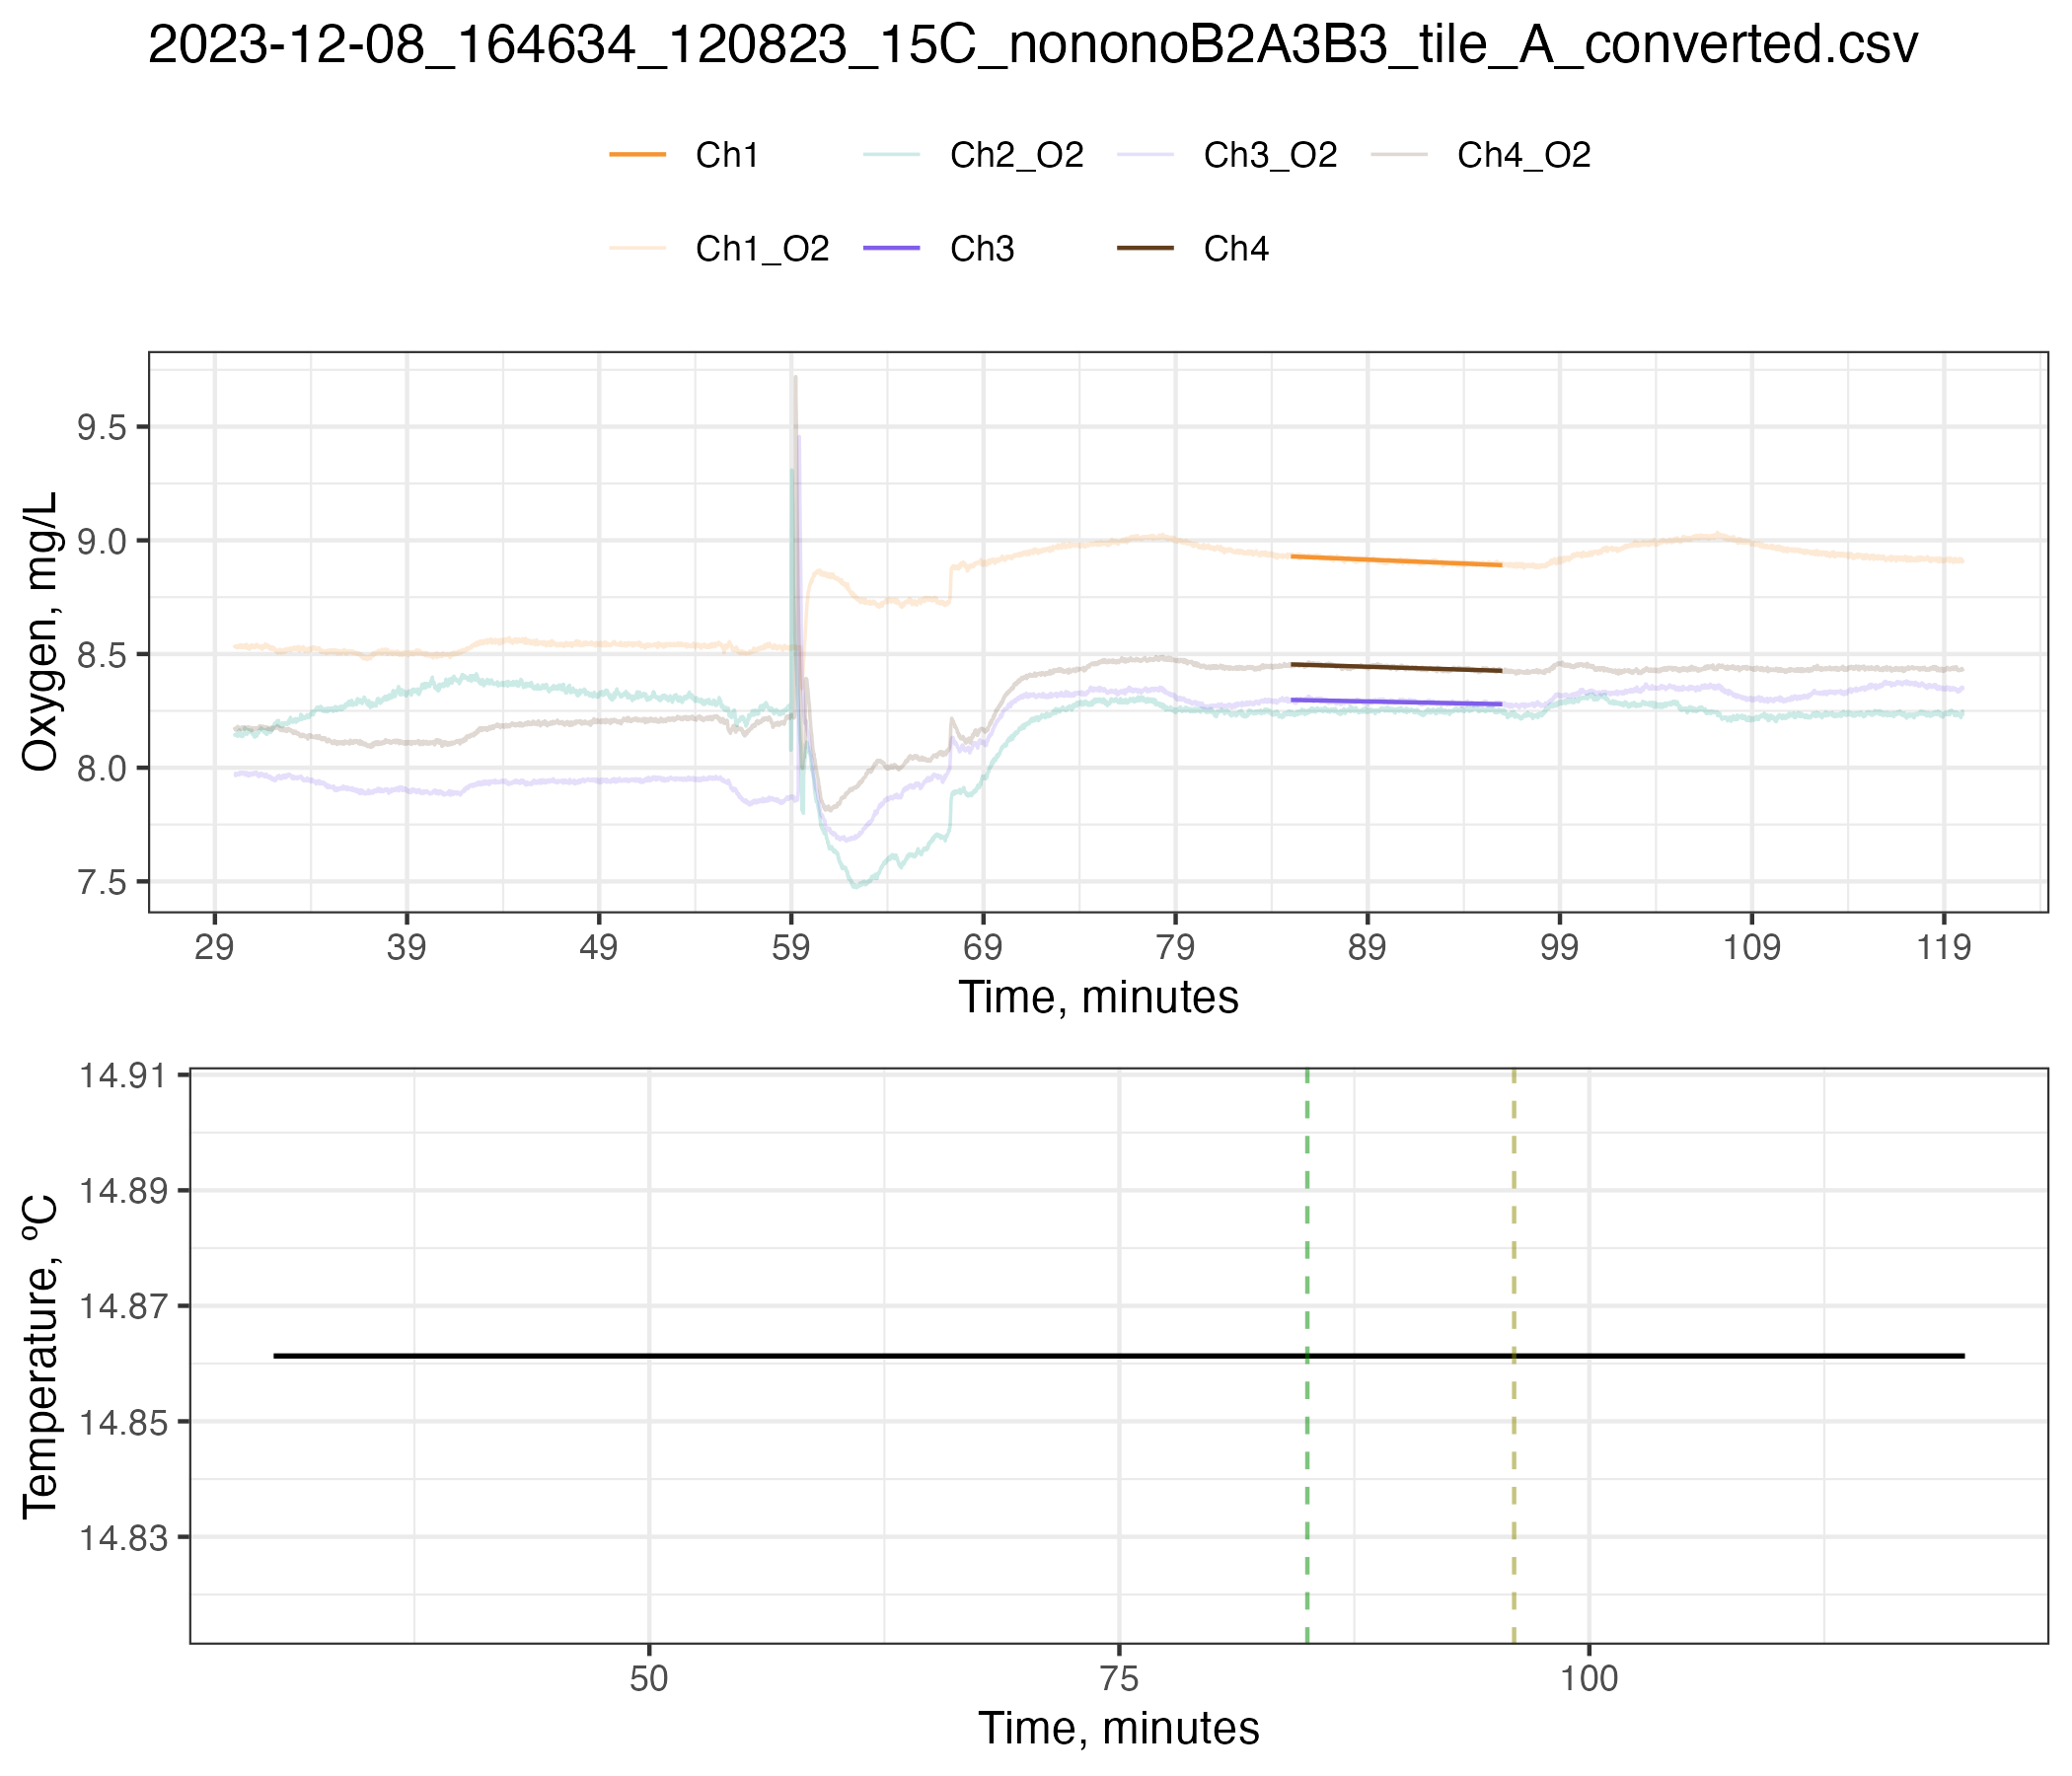 2023-12-08_164634_120823_15C_nononoB2A3B3_tile_A_converted.csv
Ch1 Ch2_O2 Ch3_O2 Ch4_O2
Ch1_O2 Ch3 Ch4
Oxygen, mg/L
9.5
9.0
8.5
8.0
7.5
29 39 49 59 69 79 89 99 109 119
Time, minutes
Temperature, ºC
14.91
14.89
14.87
14.85
14.83
50 75 100
Time, minutes